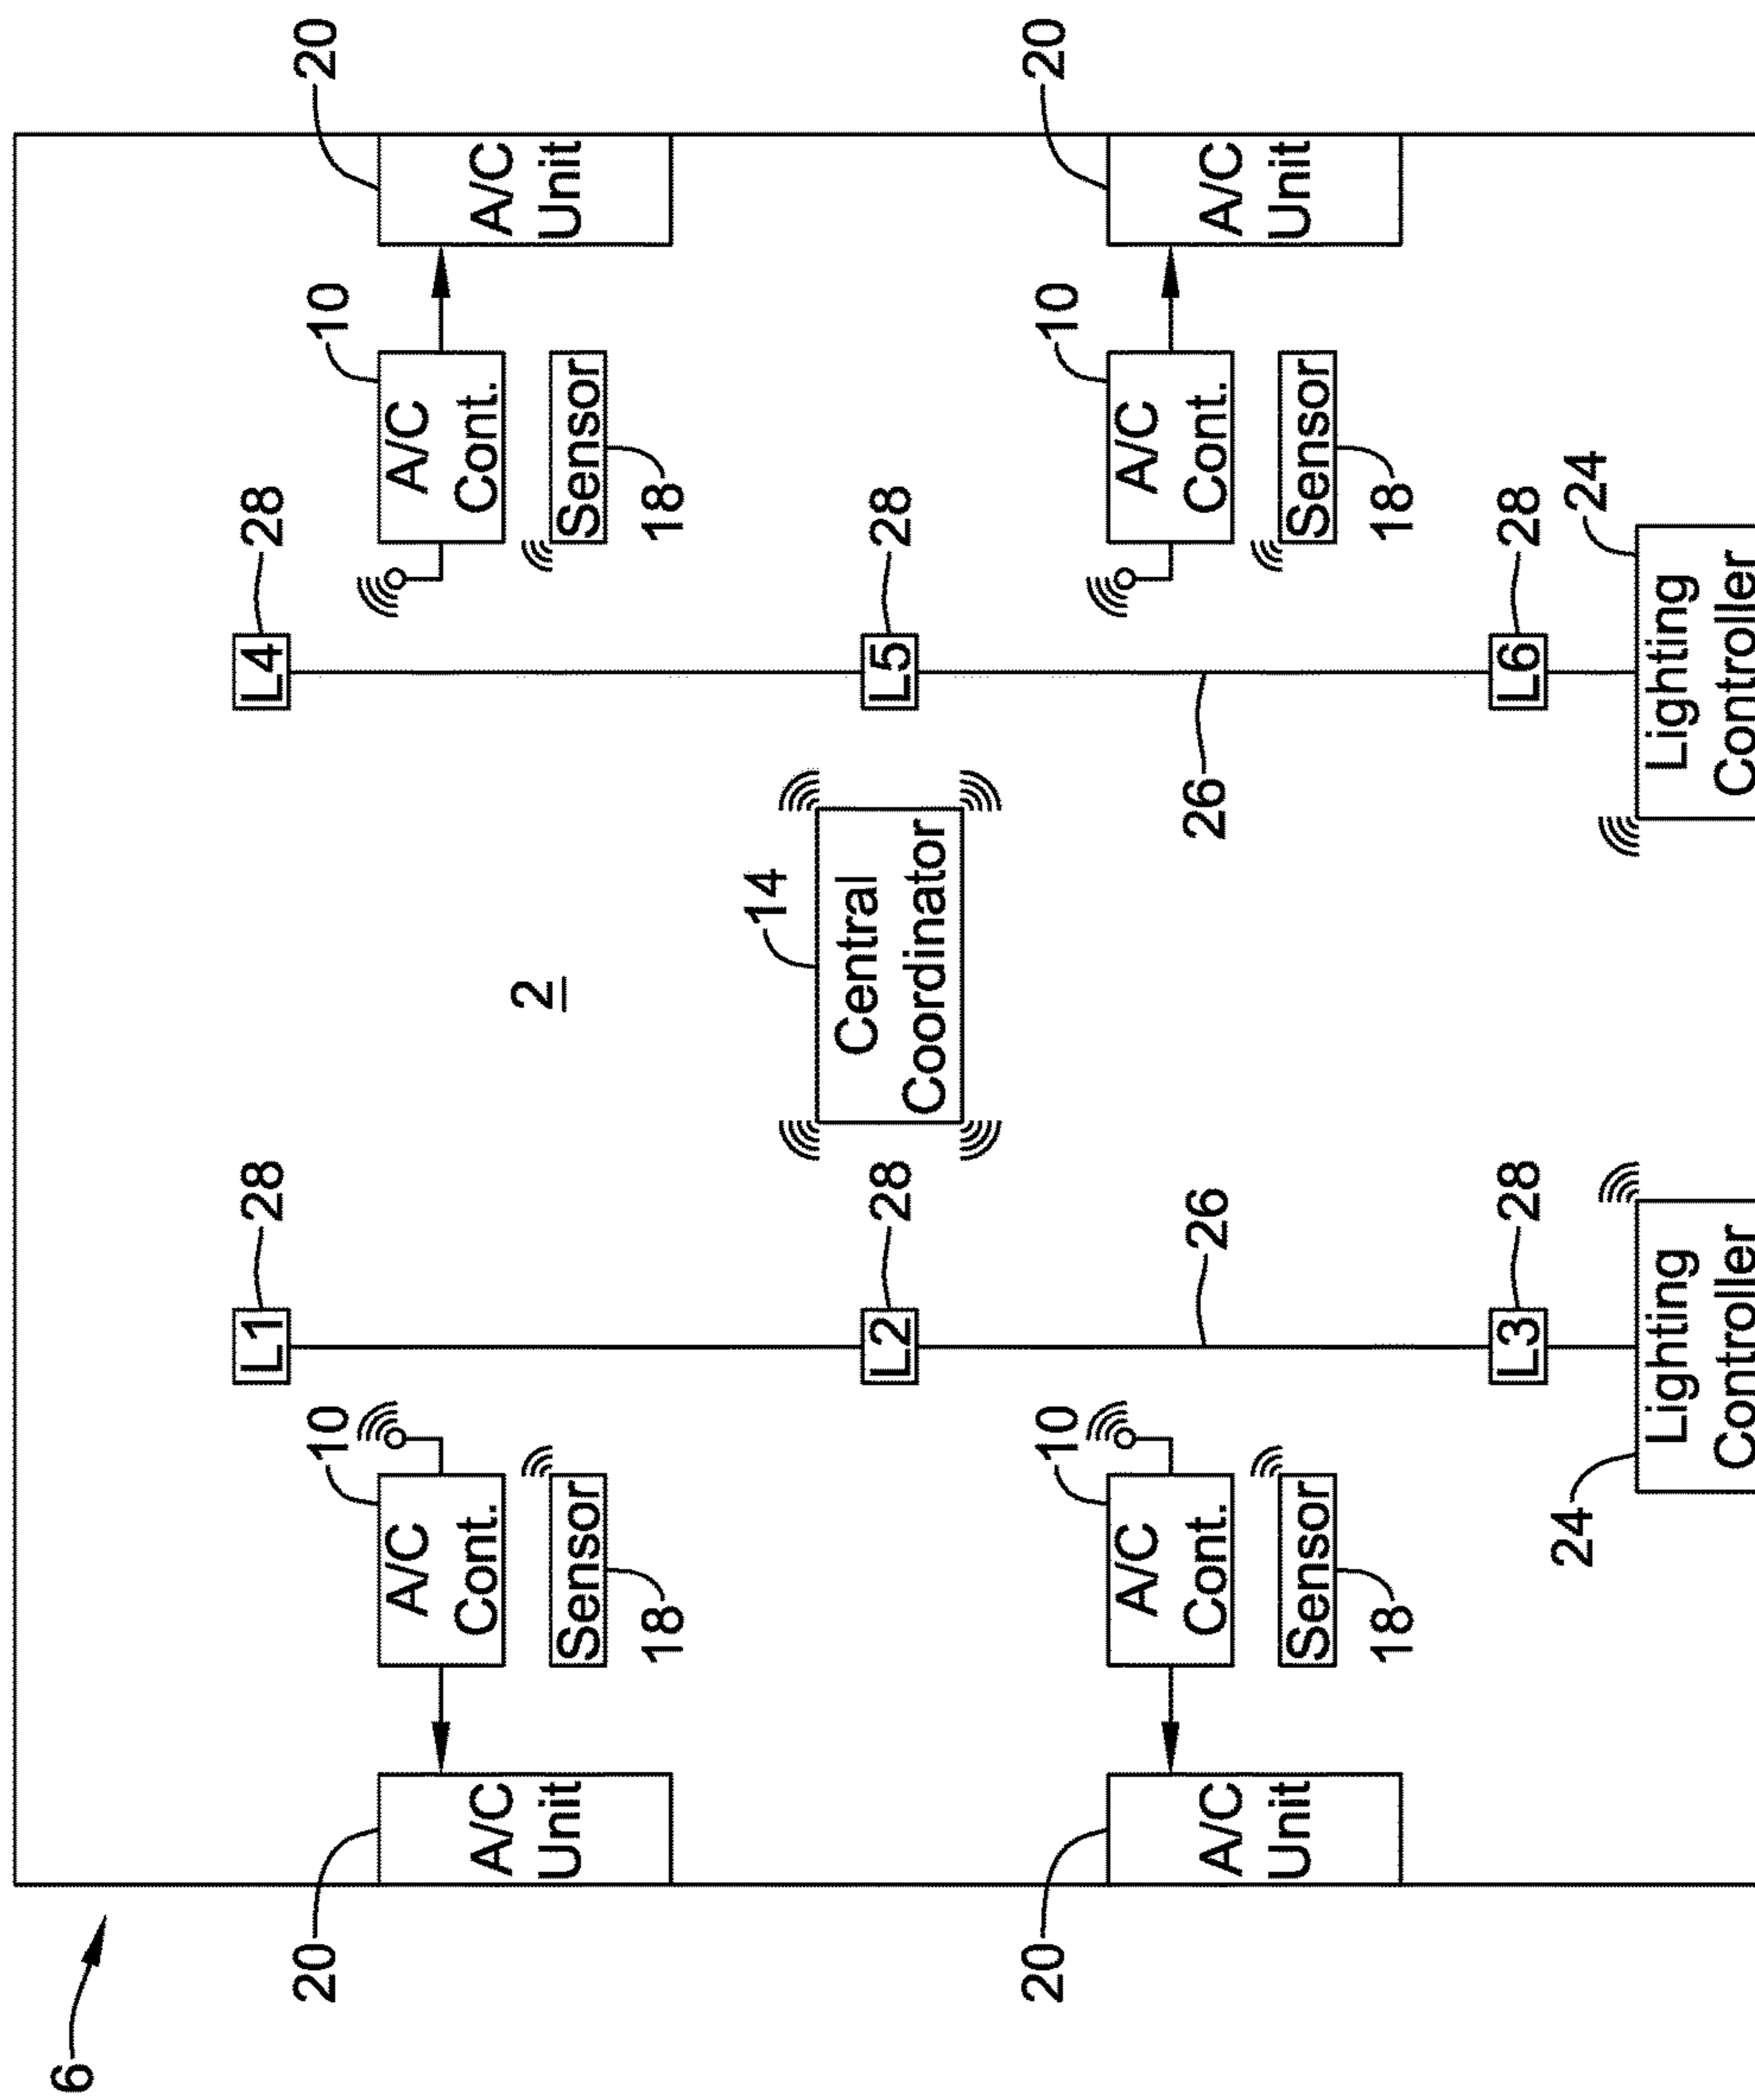 6
L1
28
L4
28
20
10
10
20
A/C
Unit
A/C
Cont.
A/C
Cont.
A/C
Unit
2
Sensor
Sensor
18
18
14
Central
Coordinator
L2
28
L5
28
20
10
10
20
A/C
Unit
A/C
Cont.
A/C
Cont.
A/C
Unit
26
26
Sensor
Sensor
18
18
L3
28
L6
28
24
24
Lighting
Controller
Lighting
Controller